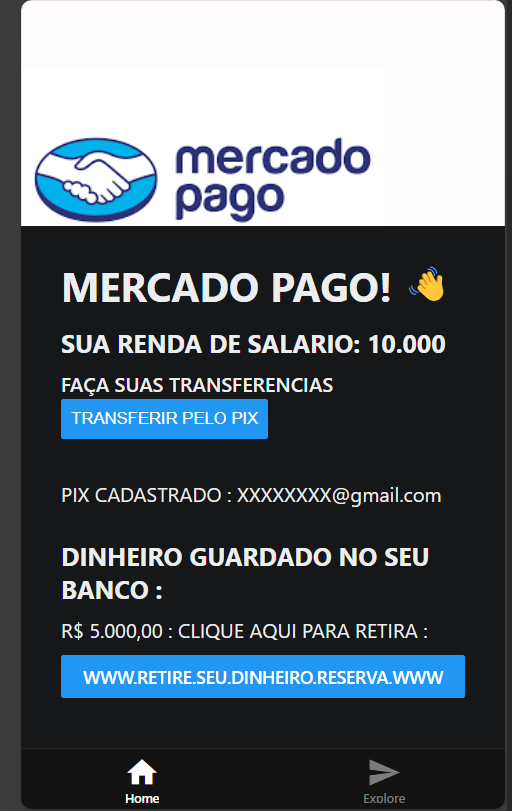 mercado
pago
MERCADO PAGO! 👋
SUA RENDA DE SALARIO: 10.000
FAÇA SUAS TRANSFERENCIAS
TRANSFERIR PELO PIX
PIX CADASTRADO : XXXXXXXX@gmail.com
DINHEIRO GUARDADO NO SEU
BANCO :
R$ 5.000,00 : CLIQUE AQUI PARA RETIRA :
WWW.RETIRE.SEU.DINHEIRO.RESERVA.WWW
Home Explore